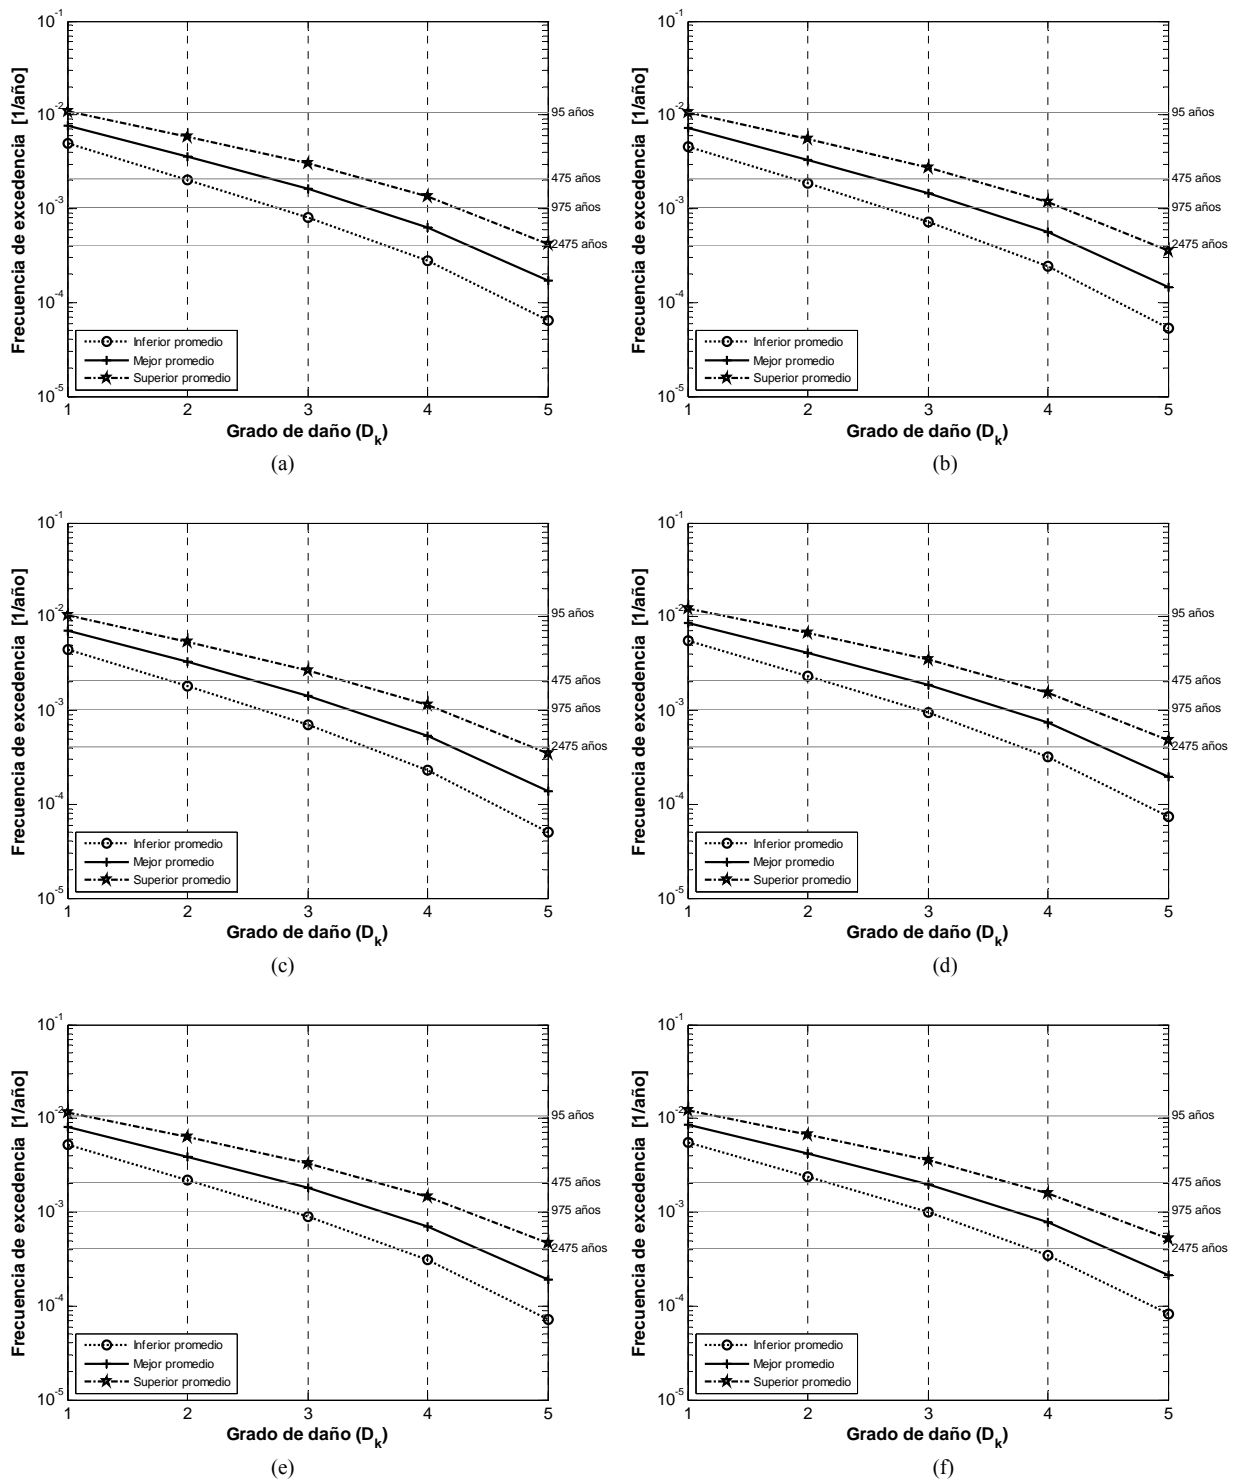 10^-1
10^-2
10^-3
10^-4
10^-5
Frecuencia de excedencia [1/año]
95 años
475 años
975 años
2475 años
Inferior promedio
Mejor promedio
Superior promedio
1 2 3 4 5
Grado de daño (D_k)
(a)
10^-1
10^-2
10^-3
10^-4
10^-5
Frecuencia de excedencia [1/año]
95 años
475 años
975 años
2475 años
Inferior promedio
Mejor promedio
Superior promedio
1 2 3 4 5
Grado de daño (D_k)
(b)
10^-1
10^-2
10^-3
10^-4
10^-5
Frecuencia de excedencia [1/año]
95 años
475 años
975 años
2475 años
Inferior promedio
Mejor promedio
Superior promedio
1 2 3 4 5
Grado de daño (D_k)
(c)
10^-1
10^-2
10^-3
10^-4
10^-5
Frecuencia de excedencia [1/año]
95 años
475 años
975 años
2475 años
Inferior promedio
Mejor promedio
Superior promedio
1 2 3 4 5
Grado de daño (D_k)
(d)
10^-1
10^-2
10^-3
10^-4
10^-5
Frecuencia de excedencia [1/año]
95 años
475 años
975 años
2475 años
Inferior promedio
Mejor promedio
Superior promedio
1 2 3 4 5
Grado de daño (D_k)
(e)
10^-1
10^-2
10^-3
10^-4
10^-5
Frecuencia de excedencia [1/año]
95 años
475 años
975 años
2475 años
Inferior promedio
Mejor promedio
Superior promedio
1 2 3 4 5
Grado de daño (D_k)
(f)